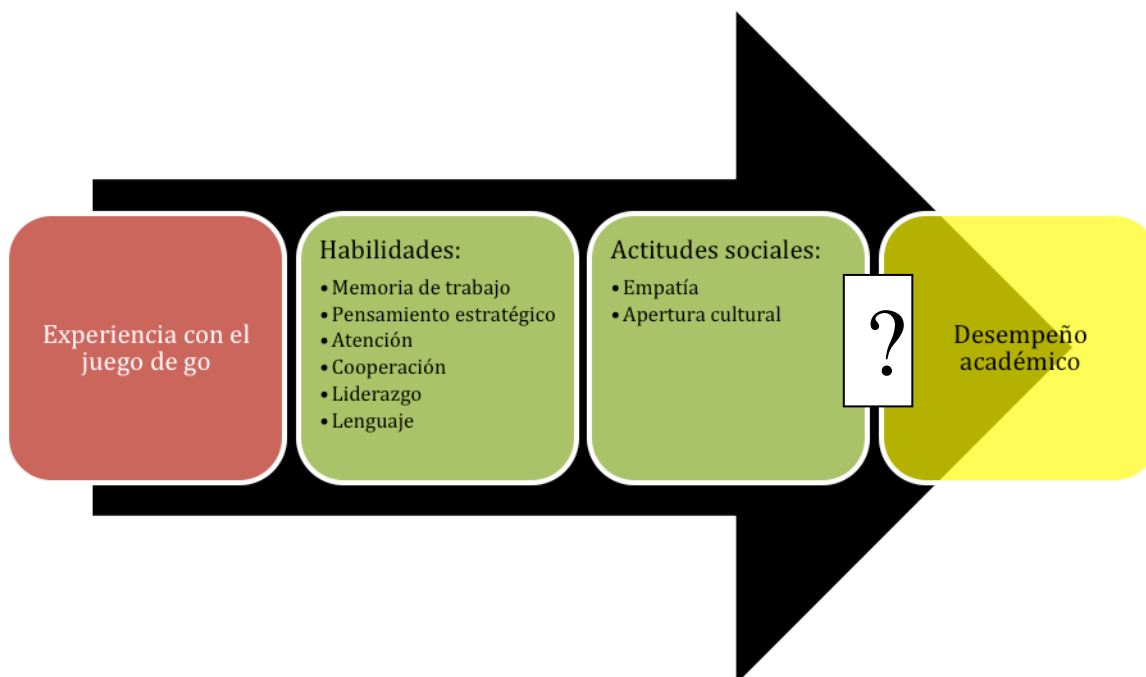 Experiencia con el
juego de go
Habilidades:
• Memoria de trabajo
• Pensamiento estratégico
• Atención
• Cooperación
• Liderazgo
• Lenguaje
Actitudes sociales:
• Empatía
• Apertura cultural
?
Desempeño
académico